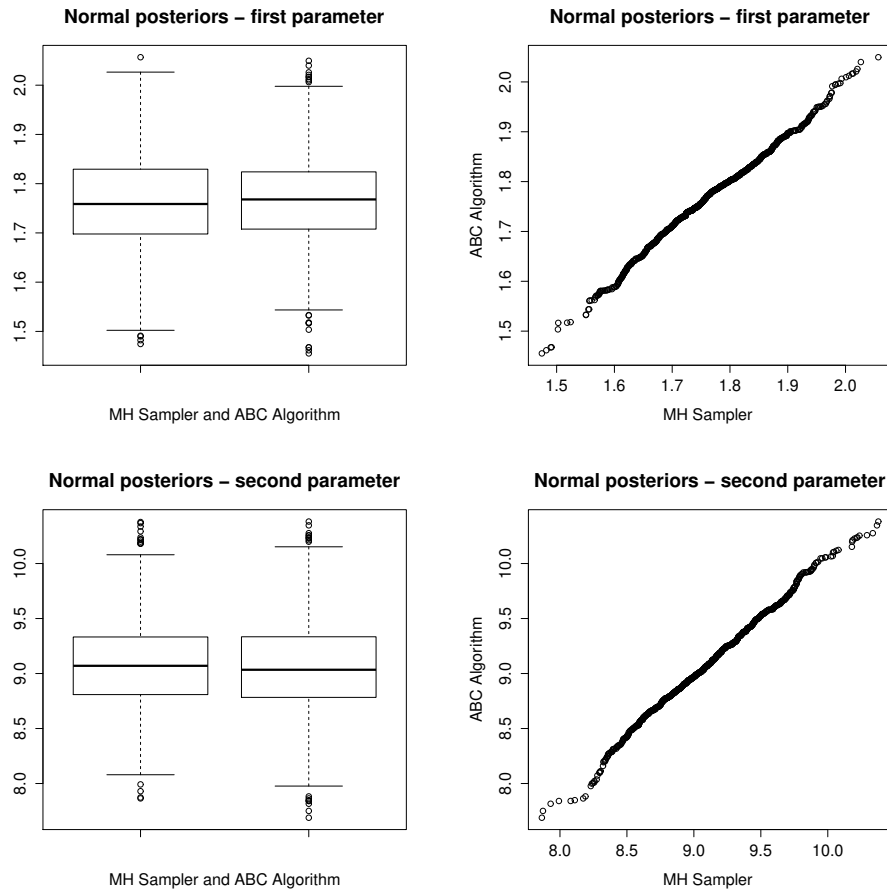 Normal posteriors − first parameter
1.5 1.6 1.7 1.8 1.9 2.0
MH Sampler and ABC Algorithm
Normal posteriors − first parameter
ABC Algorithm
1.5 1.6 1.7 1.8 1.9 2.0
1.5 1.6 1.7 1.8 1.9 2.0
MH Sampler
Normal posteriors − second parameter
8.0 8.5 9.0 9.5 10.0
MH Sampler and ABC Algorithm
Normal posteriors − second parameter
ABC Algorithm
8.0 8.5 9.0 9.5 10.0
8.0 8.5 9.0 9.5 10.0
MH Sampler